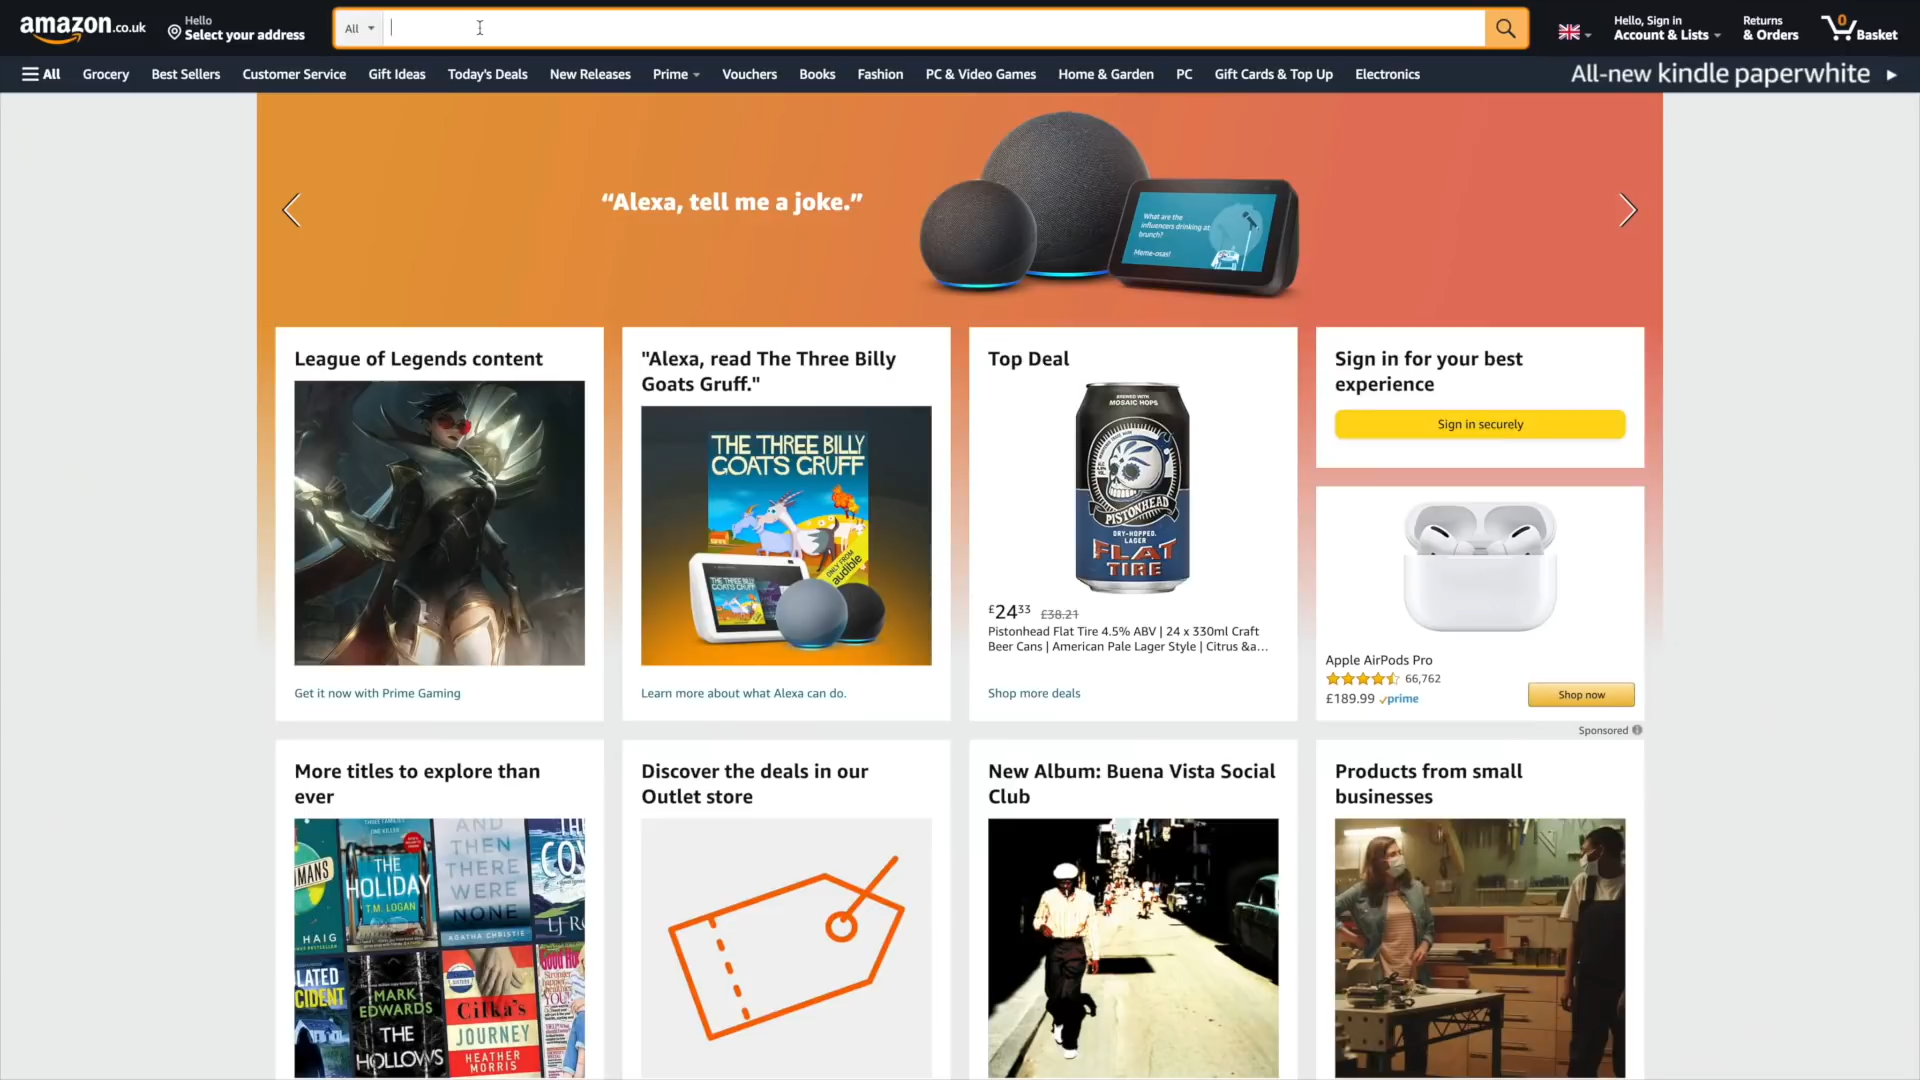 amazon.co.uk
Hello
Select your address
All
Hello, Sign in
Account & Lists
Returns
& Orders
0
Basket
All
Grocery
Best Sellers
Customer Service
Gift Ideas
Today's Deals
New Releases
Prime
Vouchers
Books
Fashion
PC & Video Games
Home & Garden
PC
Gift Cards & Top Up
Electronics
All-new kindle paperwhite
“Alexa, tell me a joke.”
What are the
influencers drinking at
brunch?
Meme-osas!
League of Legends content
Get it now with Prime Gaming
"Alexa, read The Three Billy
Goats Gruff."
THE THREE BILLY
GOATS GRUFF
ONLY FROM
audible
THE THREE BILLY
GOATS GRUFF
Learn more about what Alexa can do.
Top Deal
BREWED WITH
MOSAIC HOPS
PISTONHEAD
DRY-HOPPED
LAGER
FLAT
TIRE
£2433 £38.21
Pistonhead Flat Tire 4.5% ABV | 24 x 330ml Craft
Beer Cans | American Pale Lager Style | Citrus &a…
Shop more deals
Sign in for your best
experience
Sign in securely
Apple AirPods Pro
66,762
£189.99 prime
Shop now
Sponsored
More titles to explore than
ever
MANS
HAIG
THE
HOLIDAY
T.M. LOGAN
AND
THEN
THERE
WERE
NONE
AGATHA CHRISTIE
LATED
CIDENT
MARK
EDWARDS
THE
HOLLOWS
Cilka's
JOURNEY
HEATHER
MORRIS
Discover the deals in our
Outlet store
New Album: Buena Vista Social
Club
Products from small
businesses